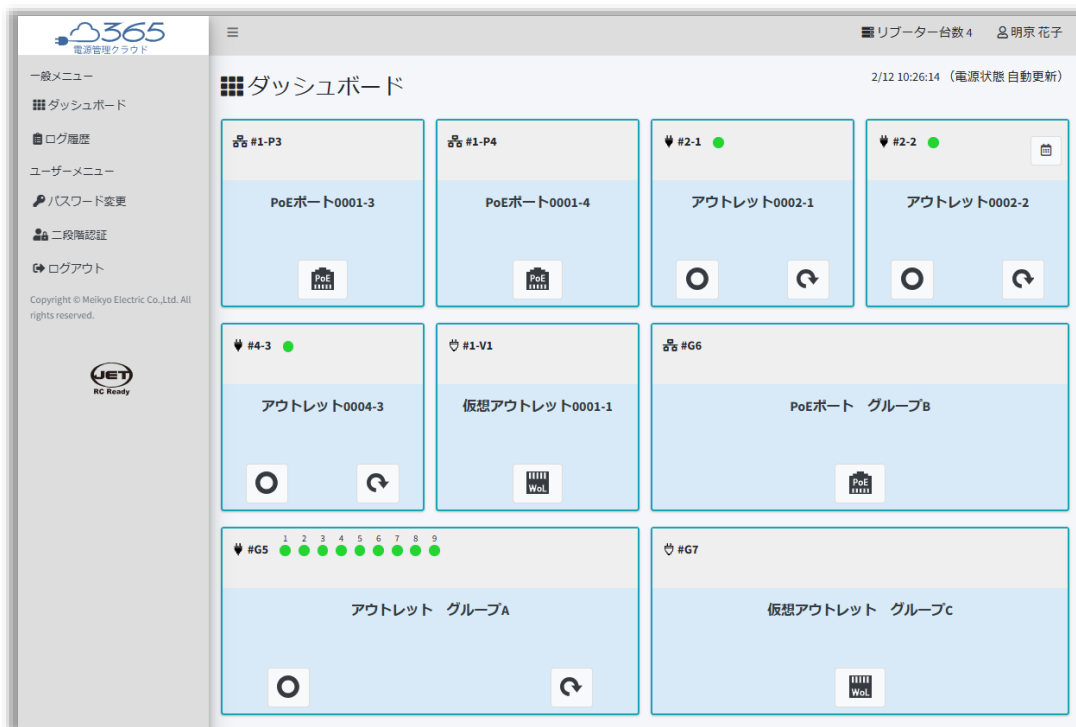 365
電源管理クラウド
リブーター台数 4 明京 花子
一般メニュー
ダッシュボード
ログ履歴
ユーザーメニュー
パスワード変更
二段階認証
ログアウト
Copyright © Meikyo Electric Co.,Ltd. All
rights reserved.
JET
RC Ready
ダッシュボード
2/12 10:26:14 （電源状態 自動更新）
#1-P3
PoEポート0001-3
PoE
#1-P4
PoEポート0001-4
PoE
#2-1
アウトレット0002-1
#2-2
アウトレット0002-2
#4-3
アウトレット0004-3
#1-V1
仮想アウトレット0001-1
WoL
#G6
PoEポート　グループB
PoE
#G5 1 2 3 4 5 6 7 8 9
アウトレット　グループA
#G7
仮想アウトレット　グループC
WoL